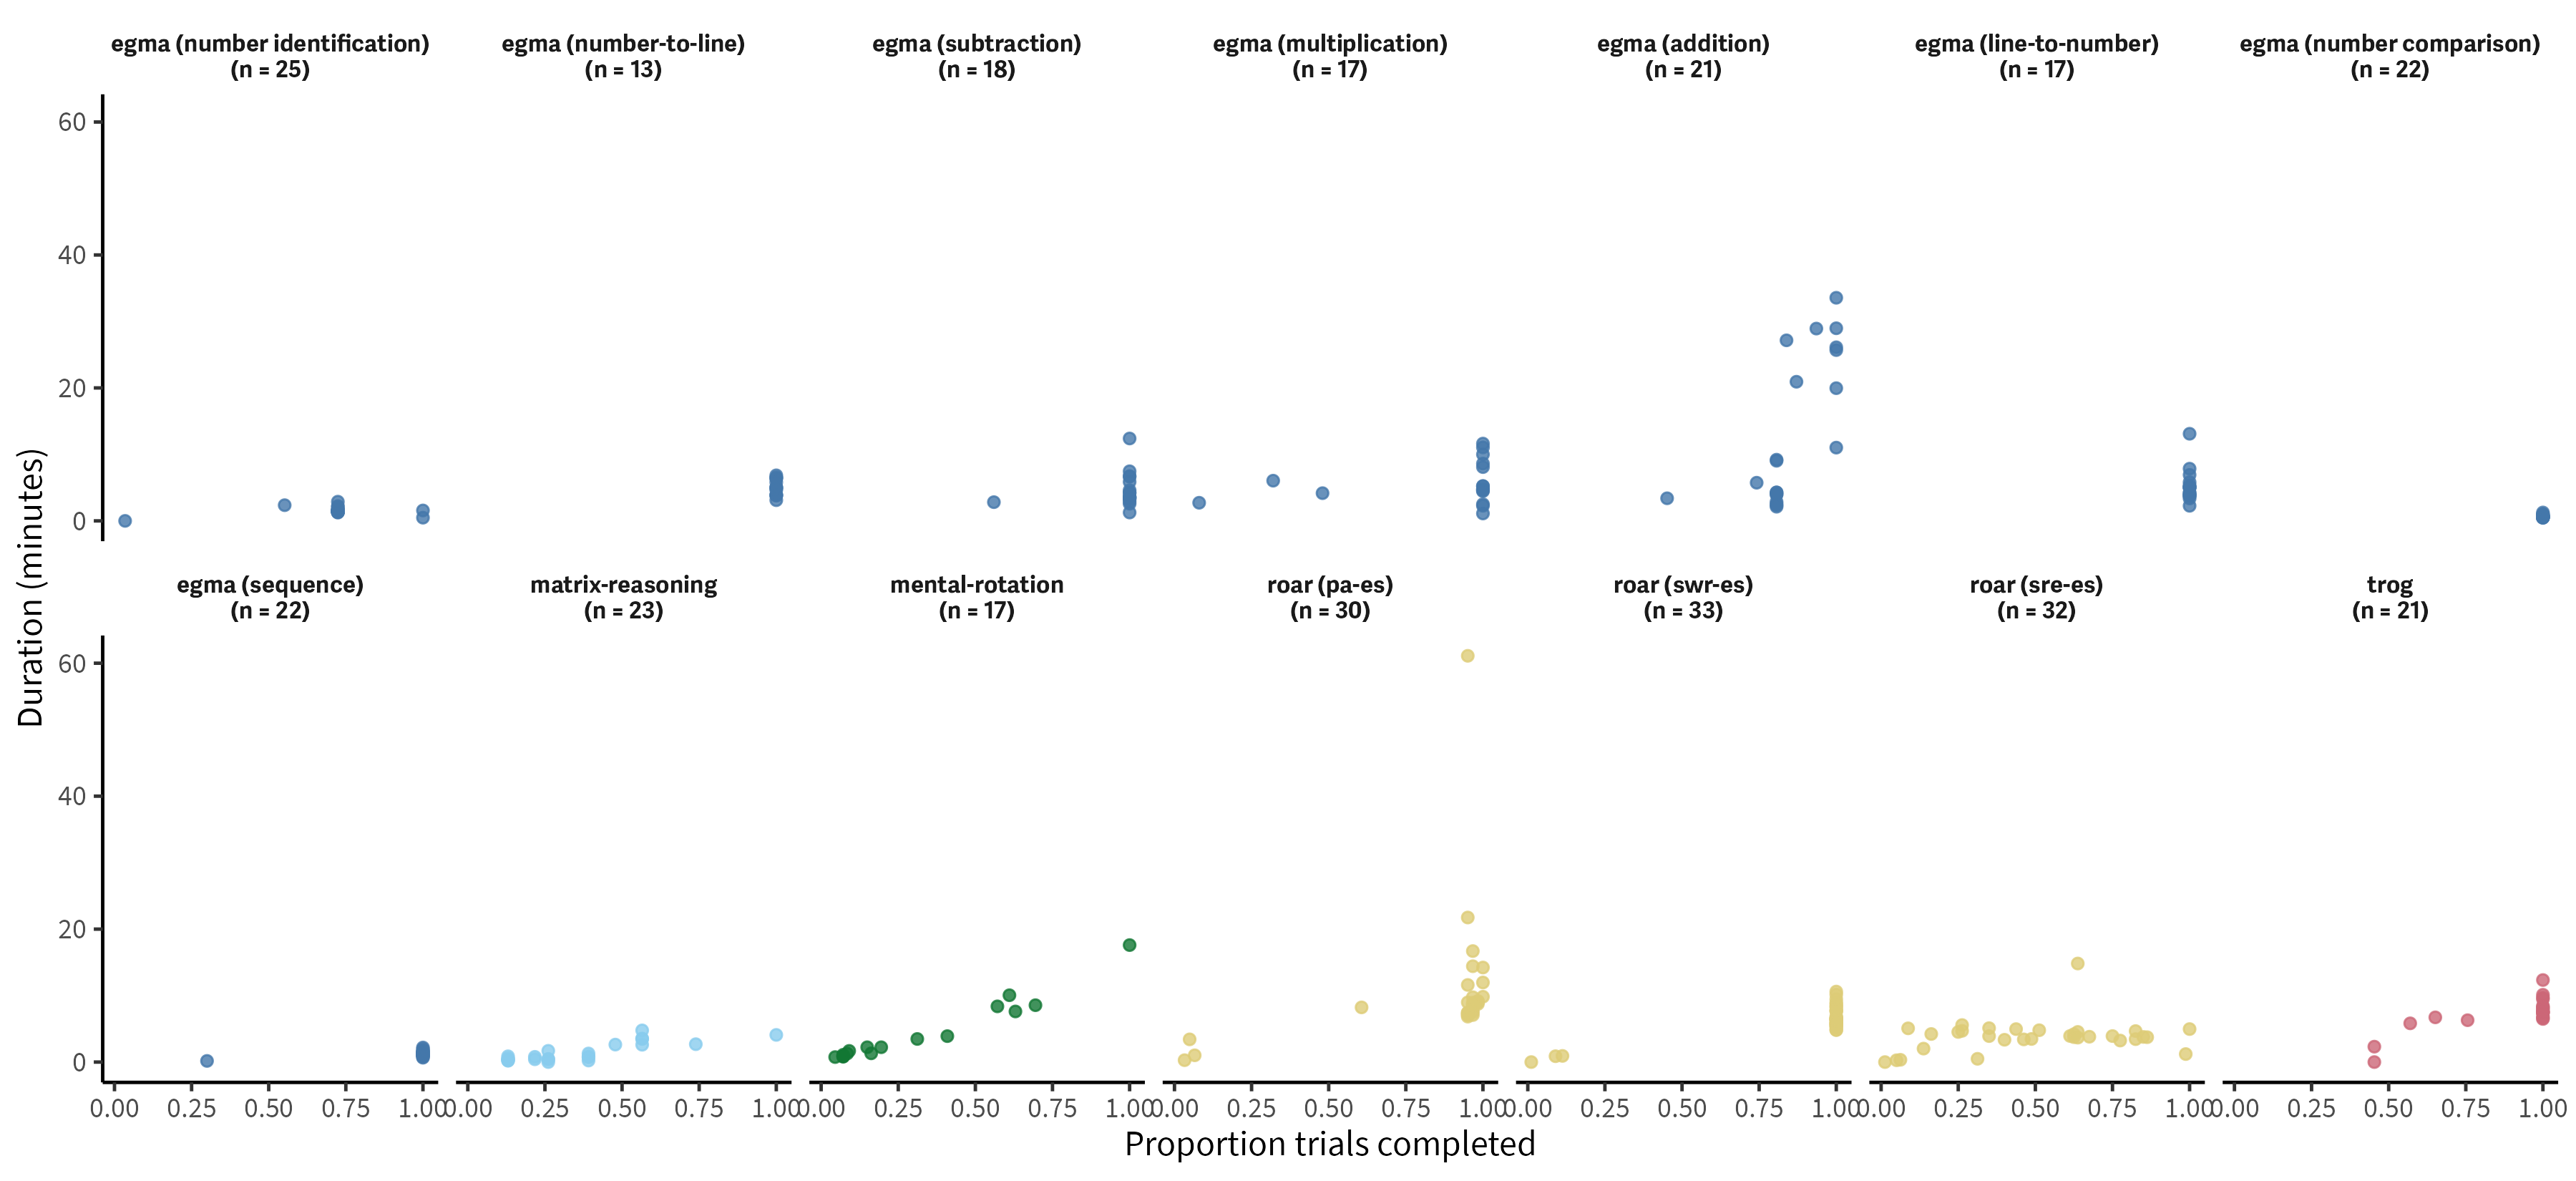 egma (number identification)
(n = 25)
egma (number-to-line)
(n = 13)
egma (subtraction)
(n = 18)
egma (multiplication)
(n = 17)
egma (addition)
(n = 21)
egma (line-to-number)
(n = 17)
egma (number comparison)
(n = 22)
60
40
20
0
Duration (minutes)
egma (sequence)
(n = 22)
matrix-reasoning
(n = 23)
mental-rotation
(n = 17)
roar (pa-es)
(n = 30)
roar (swr-es)
(n = 33)
roar (sre-es)
(n = 32)
trog
(n = 21)
60
40
20
0
0.00 0.25 0.50 0.75 1.00
0.00 0.25 0.50 0.75 1.00
0.00 0.25 0.50 0.75 1.00
0.00 0.25 0.50 0.75 1.00
0.00 0.25 0.50 0.75 1.00
0.00 0.25 0.50 0.75 1.00
0.00 0.25 0.50 0.75 1.00
Proportion trials completed